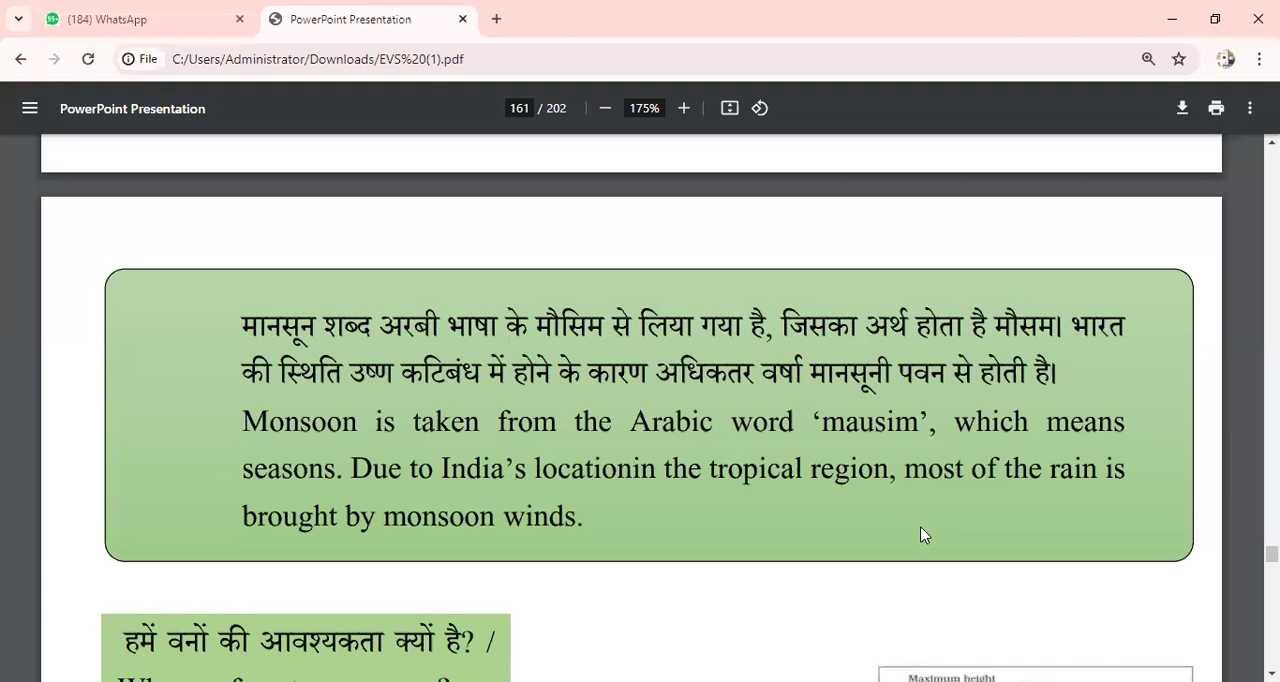 99+ (184) WhatsApp
PowerPoint Presentation
File C:/Users/Administrator/Downloads/EVS%20(1).pdf
PowerPoint Presentation
161 / 202
175%
मानसून शब्द अरबी भाषा के मौसिम से लिया गया है, जिसका अर्थ होता है मौसम। भारत
की स्थिति उष्ण कटिबंध में होने के कारण अधिकतर वर्षा मानसूनी पवन से होती है।
Monsoon is taken from the Arabic word ‘mausim’, which means
seasons. Due to India’s locationin the tropical region, most of the rain is
brought by monsoon winds.
हमें वनों की आवश्यकता क्यों है? /
Maximum height